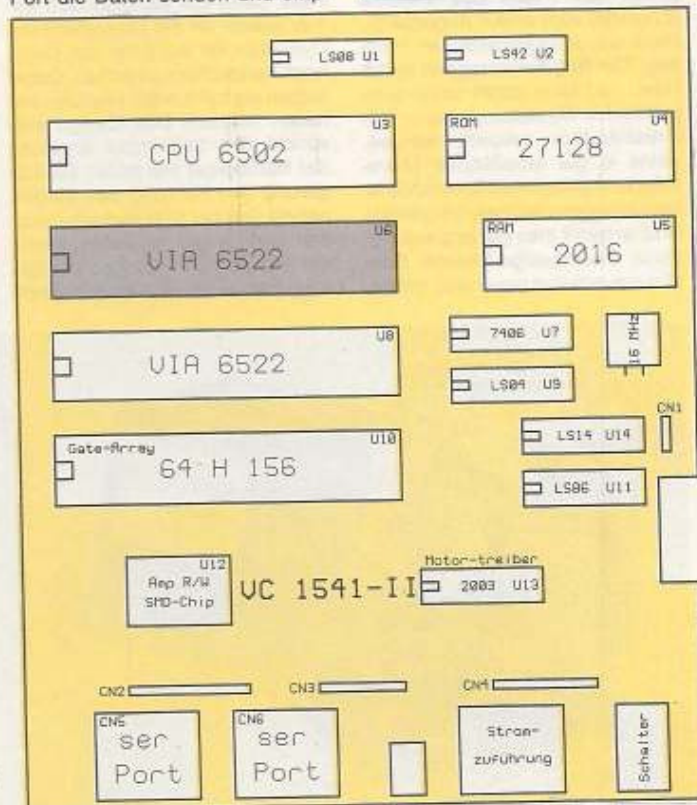 Port die Daten senden und
LS08 U1
LS42 U2
U3
CPU 6502
ROM U4
27128
U6
VIA 6522
RAM U5
2016
U8
VIA 6522
7406 U7
16 MHz
LS04 U9
CN1
Gate-Array U10
64 H 156
LS14 U14
LS86 U11
U12
Amp R/W
SMD-Chip
VC 1541-II
Motor-treiber
2003 U13
CN2
CN3
CN4
CN5
ser.
Port
CN6
ser.
Port
Strom-
zuführung
Schalter